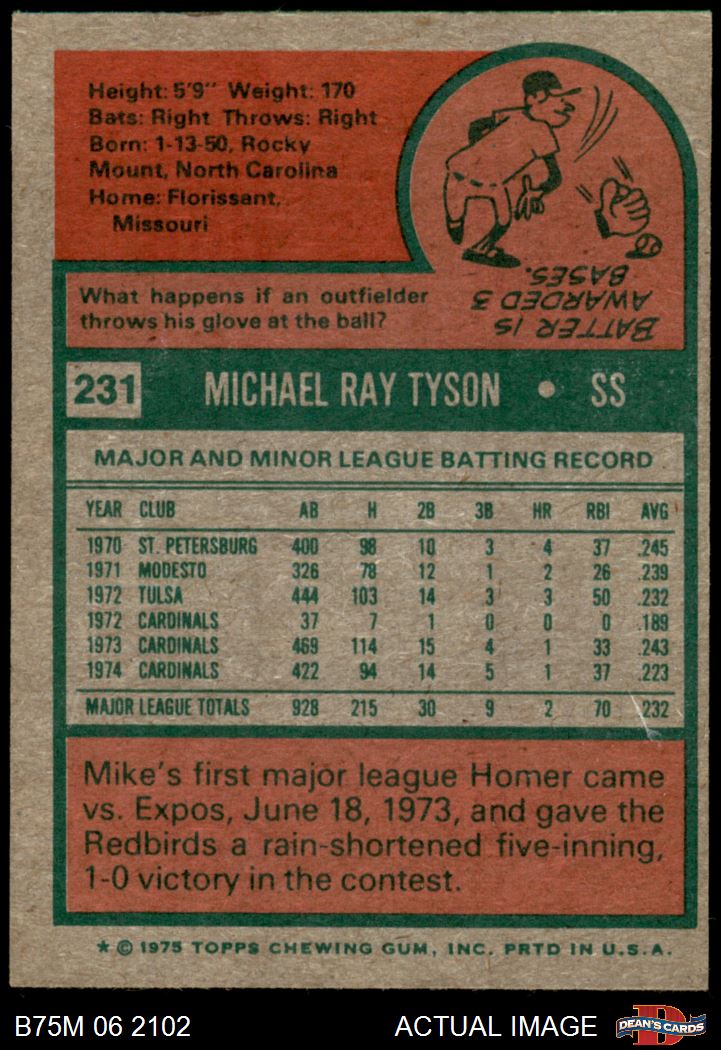 Height: 5'9" Weight: 170
Bats: Right Throws: Right
Born: 1-13-50, Rocky
Mount, North Carolina
Home: Florissant,
Missouri
What happens if an outfielder
throws his glove at the ball?
BATTER IS
AWARDED 3
BASES.
231 MICHAEL RAY TYSON • SS
MAJOR AND MINOR LEAGUE BATTING RECORD
YEAR CLUB AB H 2B 3B HR RBI AVG
1970 ST. PETERSBURG 400 98 10 3 4 37 .245
1971 MODESTO 326 78 12 1 2 26 .239
1972 TULSA 444 103 14 3 3 50 .232
1972 CARDINALS 37 7 1 0 0 0 .189
1973 CARDINALS 469 114 15 4 1 33 .243
1974 CARDINALS 422 94 14 5 1 37 .223
MAJOR LEAGUE TOTALS 928 215 30 9 2 70 .232
Mike's first major league Homer came
vs. Expos, June 18, 1973, and gave the
Redbirds a rain-shortened five-inning,
1-0 victory in the contest.
* © 1975 TOPPS CHEWING GUM, INC. PRTD IN U.S.A.
B75M 06 2102 ACTUAL IMAGE D DEAN'S CARDS